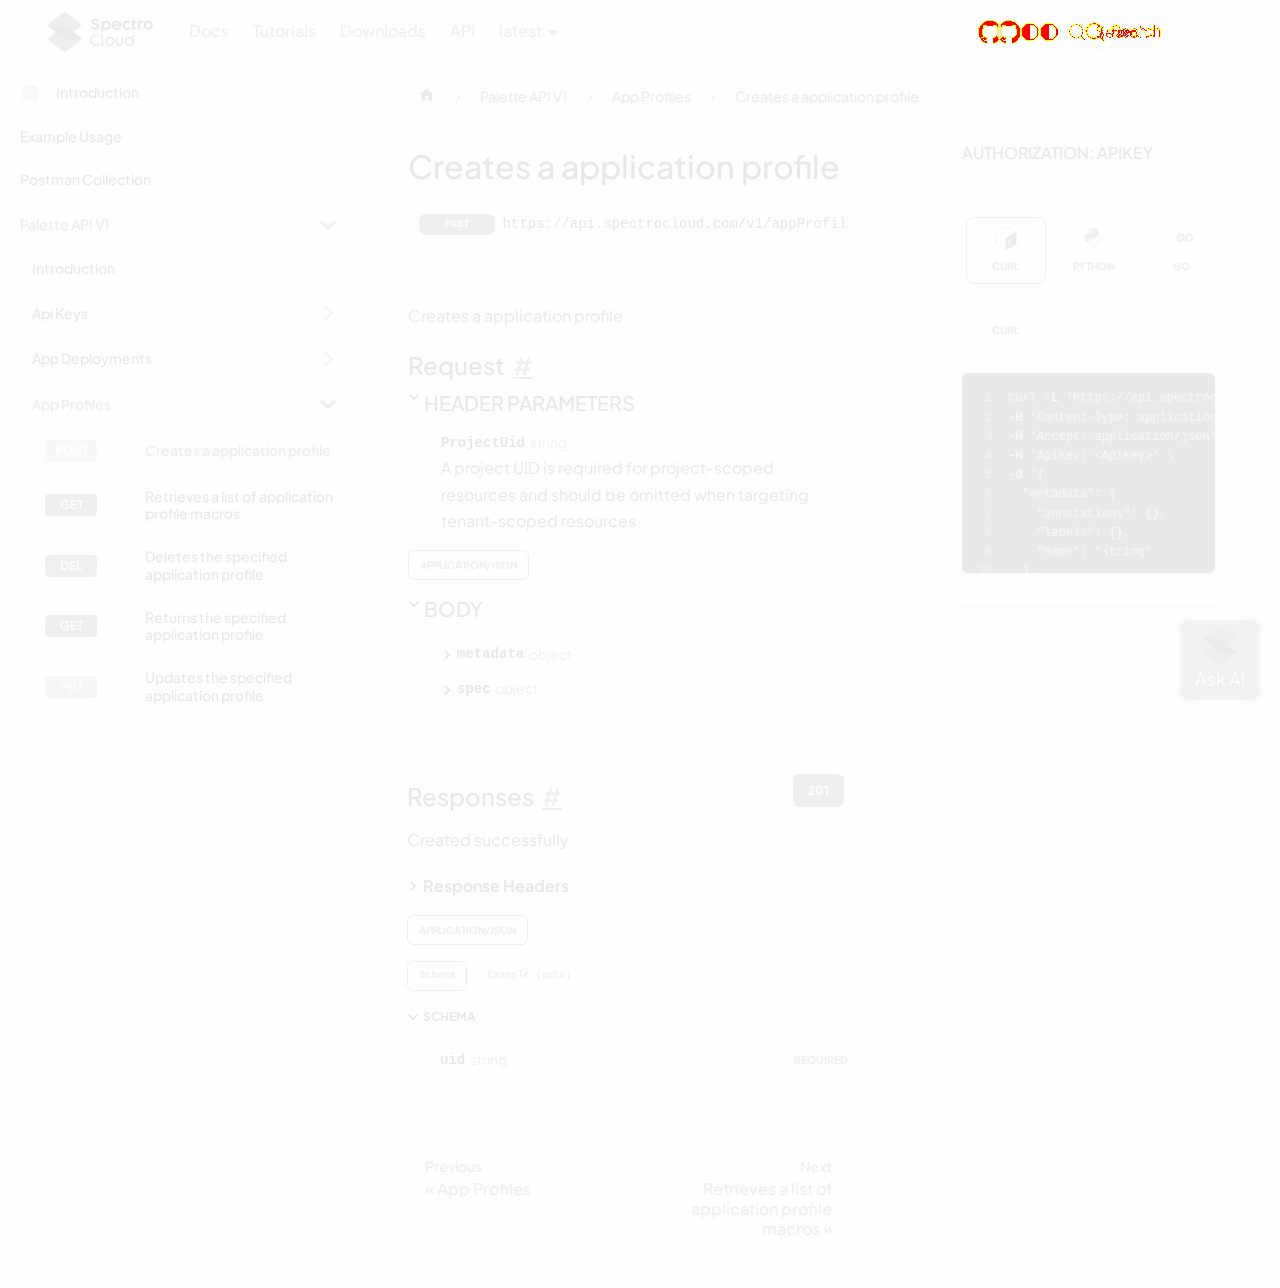 Spectro
Cloud
Docs
Tutorials
Downloads
API
latest
Introduction
Example Usage
Postman Collection
Palette API V1
Introduction
Api Keys
App Deployments
App Profiles
POST
Creates a application profile
GET
Retrieves a list of application
profile macros
DEL
Deletes the specified
application profile
GET
Returns the specified
application profile
PUT
Updates the specified
application profile
Palette API V1
App Profiles
Creates a application profile
Creates a application profile
POST
https://api.spectrocloud.com/v1/appProfil
Creates a application profile
Request #
HEADER PARAMETERS
ProjectUid string
A project UID is required for project-scoped
resources and should be omitted when targeting
tenant-scoped resources
APPLICATION/JSON
BODY
metadata object
spec object
Responses #
201
Created successfully
Response Headers
APPLICATION/JSON
Schema
Example (auto)
SCHEMA
uid string
REQUIRED
Previous
« App Profiles
Next
Retrieves a list of
application profile
macros »
AUTHORIZATION: APIKEY
CURL
PYTHON
GO
GO
CURL
1 curl -L 'https://api.spectroc
2 -H 'Content-Type: application
3 -H 'Accept: application/json'
4 -H 'ApiKey: <ApiKey>' \
5 -d '{
6 "metadata": {
7 "annotations": {},
8 "labels": {},
9 "name": "string"
10 },
Ask AI